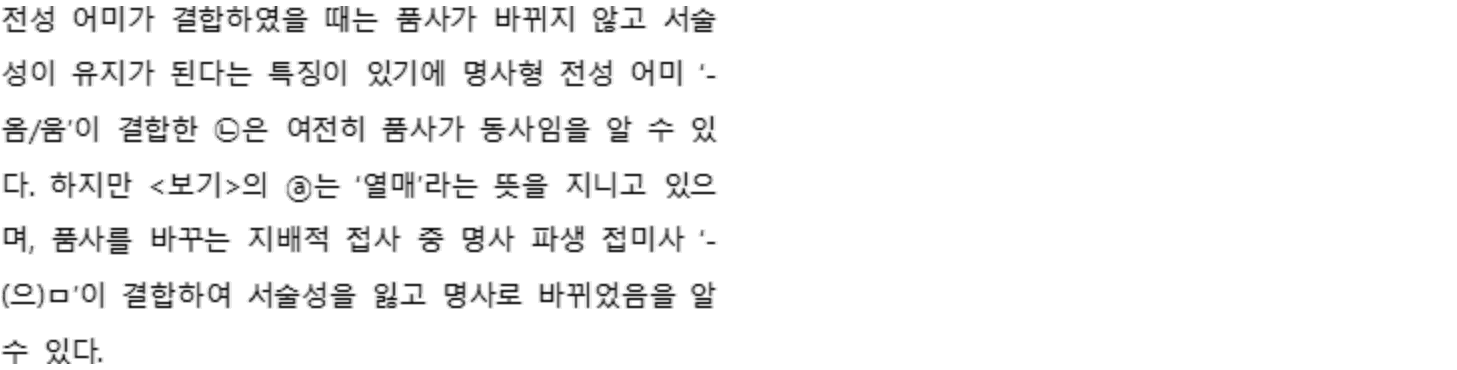 전성 어미가 결합하였을 때는 품사가 바뀌지 않고 서술
성이 유지가 된다는 특징이 있기에 명사형 전성 어미 ‘-
옴/움’이 결합한 ㉡은 여전히 품사가 동사임을 알 수 있
다. 하지만 <보기>의 ⓐ는 ‘열매’라는 뜻을 지니고 있으
며, 품사를 바꾸는 지배적 접사 중 명사 파생 접미사 ‘-
(으)ㅁ’이 결합하여 서술성을 잃고 명사로 바뀌었음을 알
수 있다.